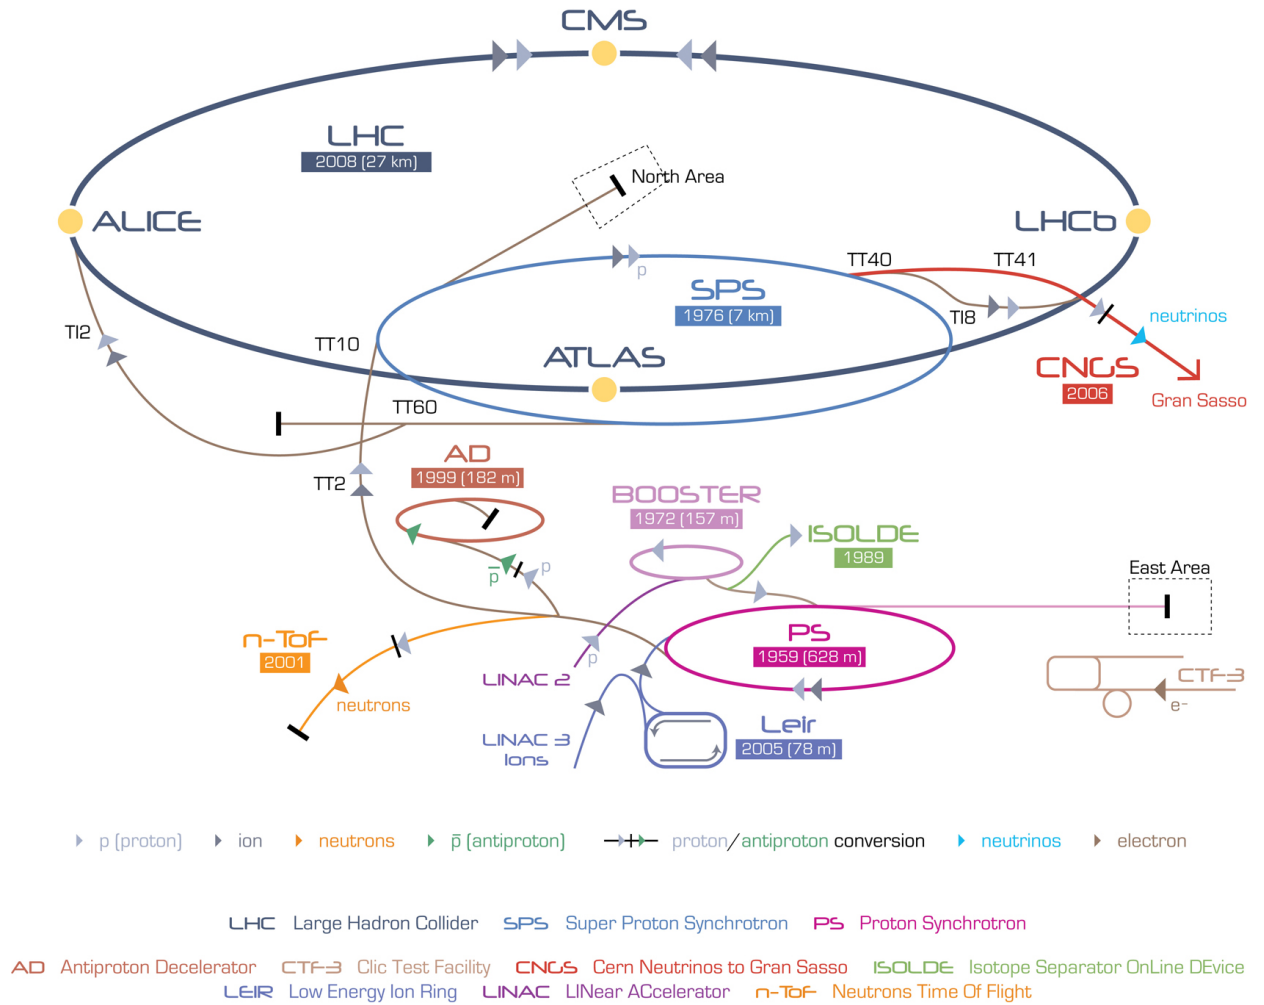 CMS
LHC
2008 (27 km)
North Area
ALICE
LHCb
TT40
TT41
p
SPS
1976 (7 km)
TI8
neutrinos
TI2
TT10
ATLAS
CNGS
2006
Gran Sasso
TT60
AD
1999 (182 m)
TT2
BOOSTER
1972 (157 m)
ISOLDE
1989
p̄
p
East Area
n-ToF
2001
PS
1959 (628 m)
p
LINAC 2
CTF-3
e-
neutrons
LINAC 3
Ions
Leir
2005 (78 m)
p (proton) ion neutrons p̄ (antiproton) proton/antiproton conversion neutrinos electron
LHC Large Hadron Collider SPS Super Proton Synchrotron PS Proton Synchrotron
AD Antiproton Decelerator CTF-3 Clic Test Facility CNGS Cern Neutrinos to Gran Sasso ISOLDE Isotope Separator OnLine DEvice
LEIR Low Energy Ion Ring LINAC LINear ACcelerator n-ToF Neutrons Time Of Flight